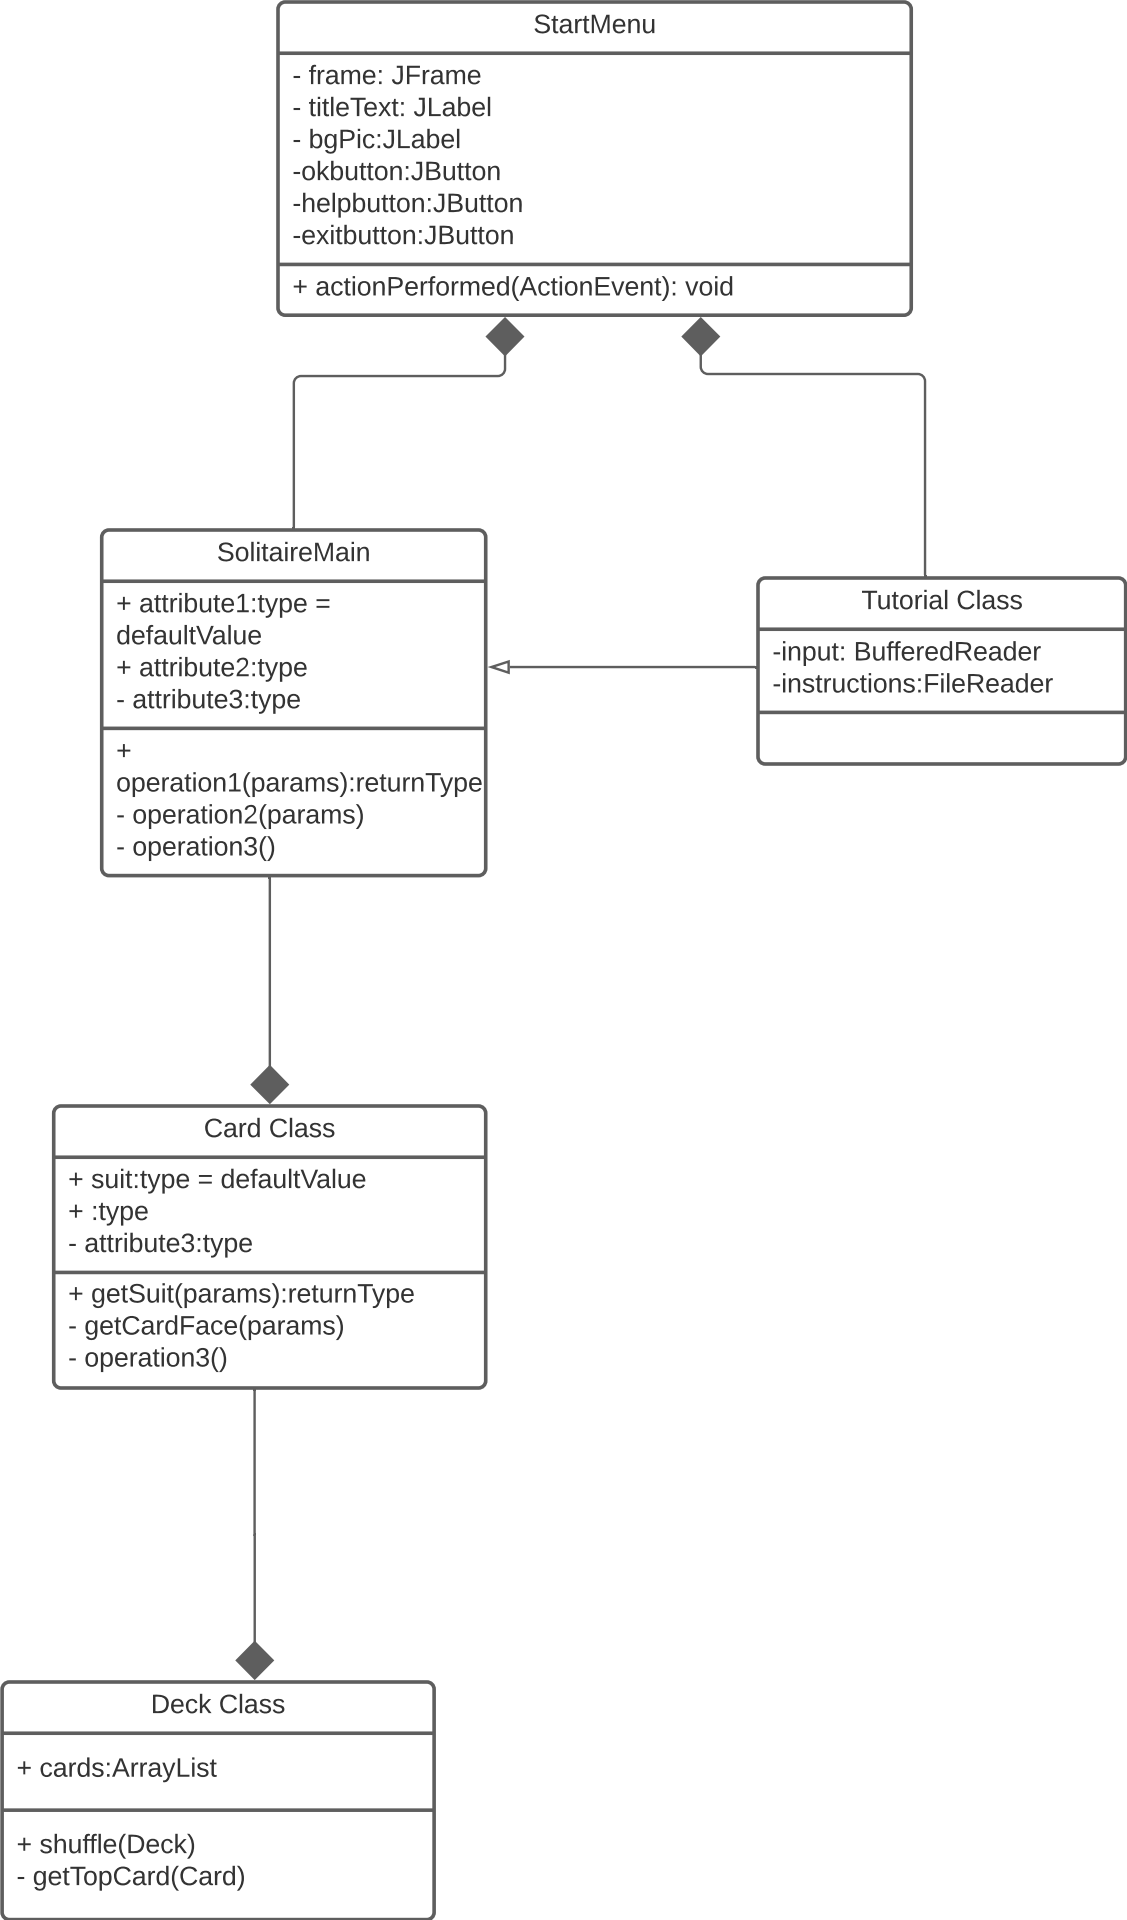 StartMenu
- frame: JFrame
- titleText: JLabel
- bgPic:JLabel
-okbutton:JButton
-helpbutton:JButton
-exitbutton:JButton
+ actionPerformed(ActionEvent): void
SolitaireMain
+ attribute1:type =
defaultValue
+ attribute2:type
- attribute3:type
+
operation1(params):returnType
- operation2(params)
- operation3()
Tutorial Class
-input: BufferedReader
-instructions:FileReader
Card Class
+ suit:type = defaultValue
+ :type
- attribute3:type
+ getSuit(params):returnType
- getCardFace(params)
- operation3()
Deck Class
+ cards:ArrayList
+ shuffle(Deck)
- getTopCard(Card)